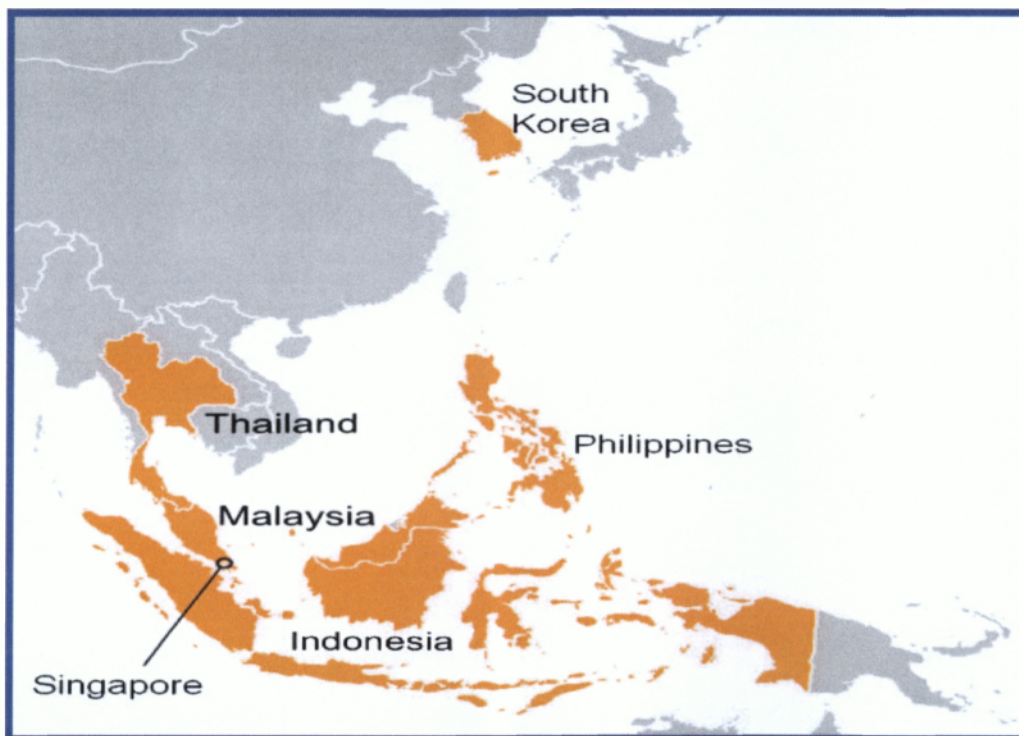 South
Korea
Thailand
Philippines
Malaysia
Indonesia
Singapore